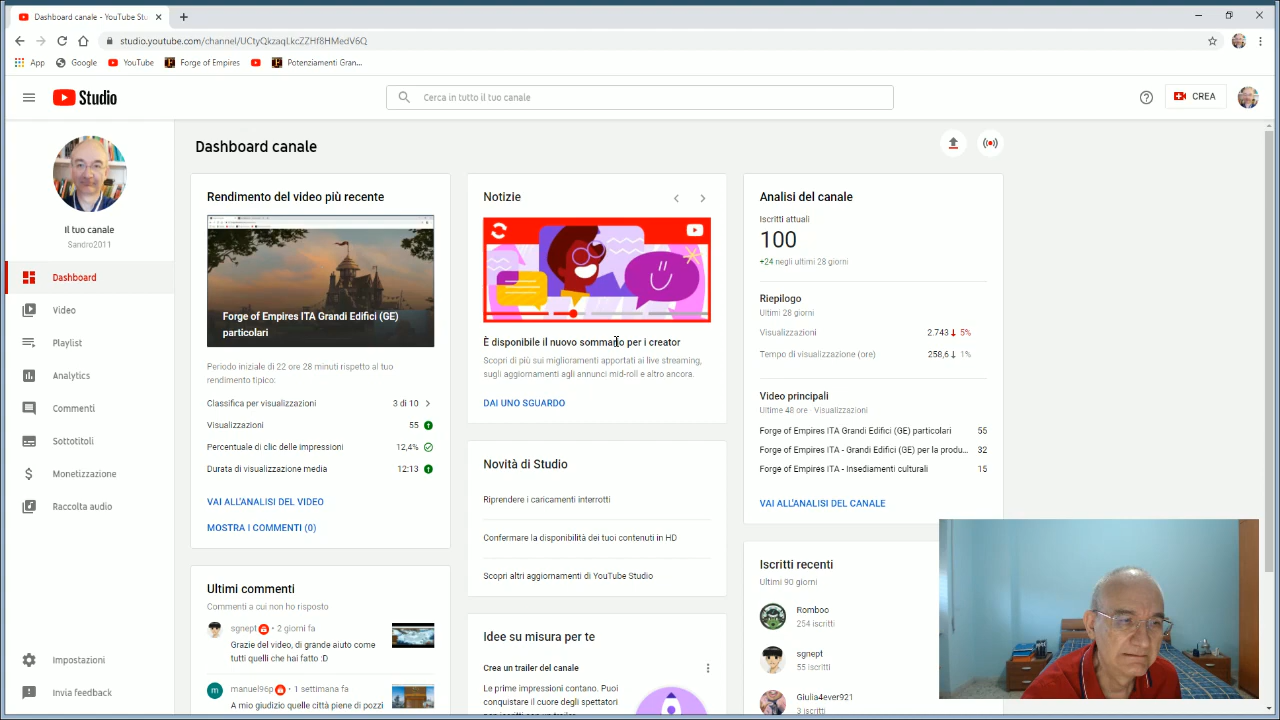 Dashboard canale - YouTube Stu
studio.youtube.com/channel/UCtyQkzaqLkcZZHf8HMedV6Q
App
Google
YouTube
Forge of Empires
Potenziamenti Gran...
Studio
Cerca in tutto il tuo canale
CREA
Il tuo canale
Sandro2011
Dashboard
Video
Playlist
Analytics
Commenti
Sottotitoli
Monetizzazione
Raccolta audio
Impostazioni
Invia feedback
Dashboard canale
Rendimento del video più recente
Forge of Empires ITA Grandi Edifici (GE)
particolari
Periodo iniziale di 22 ore 28 minuti rispetto al tuo
rendimento tipico:
Classifica per visualizzazioni 3 di 10
Visualizzazioni 55
Percentuale di clic delle impressioni 12,4%
Durata di visualizzazione media 12:13
VAI ALL'ANALISI DEL VIDEO
MOSTRA I COMMENTI (0)
Ultimi commenti
Commenti a cui non ho risposto
sgnept • 2 giorni fa
Grazie del video, di grande aiuto come
tutti quelli che hai fatto :D
m
manuel96p • 1 settimana fa
A mio giudizio quelle città piene di pozzi
Notizie
È disponibile il nuovo sommario per i creator
Scopri di più sui miglioramenti apportati ai live streaming,
sugli aggiornamenti agli annunci mid-roll e altro ancora.
DAI UNO SGUARDO
Novità di Studio
Riprendere i caricamenti interrotti
Confermare la disponibilità dei tuoi contenuti in HD
Scopri altri aggiornamenti di YouTube Studio
Idee su misura per te
Crea un trailer del canale
Le prime impressioni contano. Puoi
conquistare il cuore degli spettatori
Analisi del canale
Iscritti attuali
100
+24 negli ultimi 28 giorni
Riepilogo
Ultimi 28 giorni
Visualizzazioni 2.743 5%
Tempo di visualizzazione (ore) 258,6 1%
Video principali
Ultime 48 ore Visualizzazioni
Forge of Empires ITA Grandi Edifici (GE) particolari 55
Forge of Empires ITA - Grandi Edifici (GE) per la produ... 32
Forge of Empires ITA - Insediamenti culturali 15
VAI ALL'ANALISI DEL CANALE
Iscritti recenti
Ultimi 90 giorni
Romboo
254 iscritti
sgnept
55 iscritti
Giulia4ever921
3 iscritti